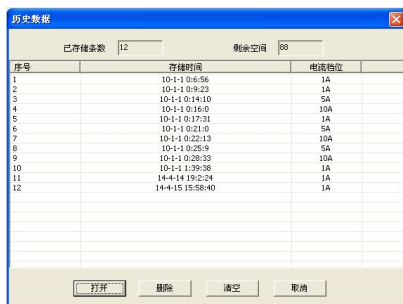 历史数据
已存储条数 12 剩余空间 88
序号 存储时间 电流档位
1 10-1-1 0:6:56 1A
2 10-1-1 0:9:23 1A
3 10-1-1 0:14:10 5A
4 10-1-1 0:16:0 10A
5 10-1-1 0:17:31 1A
6 10-1-1 0:21:0 5A
7 10-1-1 0:22:13 10A
8 10-1-1 0:25:9 5A
9 10-1-1 0:28:33 10A
10 10-1-1 1:39:38 1A
11 14-4-14 19:2:24 1A
12 14-4-15 15:58:40 1A
打开 删除 清空 取消